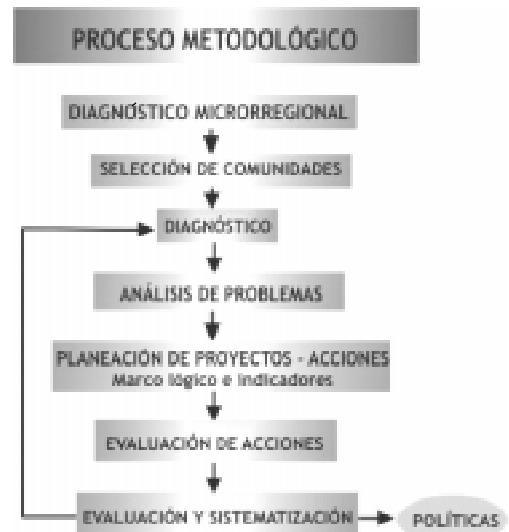 PROCESO METODOLÓGICO
DIAGNÓSTICO MICRORREGIONAL
SELECCIÓN DE COMUNIDADES
DIAGNÓSTICO
ANÁLISIS DE PROBLEMAS
PLANEACIÓN DE PROYECTOS - ACCIONES
Marco lógico e indicadores
EVALUACIÓN DE ACCIONES
EVALUACIÓN Y SISTEMATIZACIÓN
POLÍTICAS